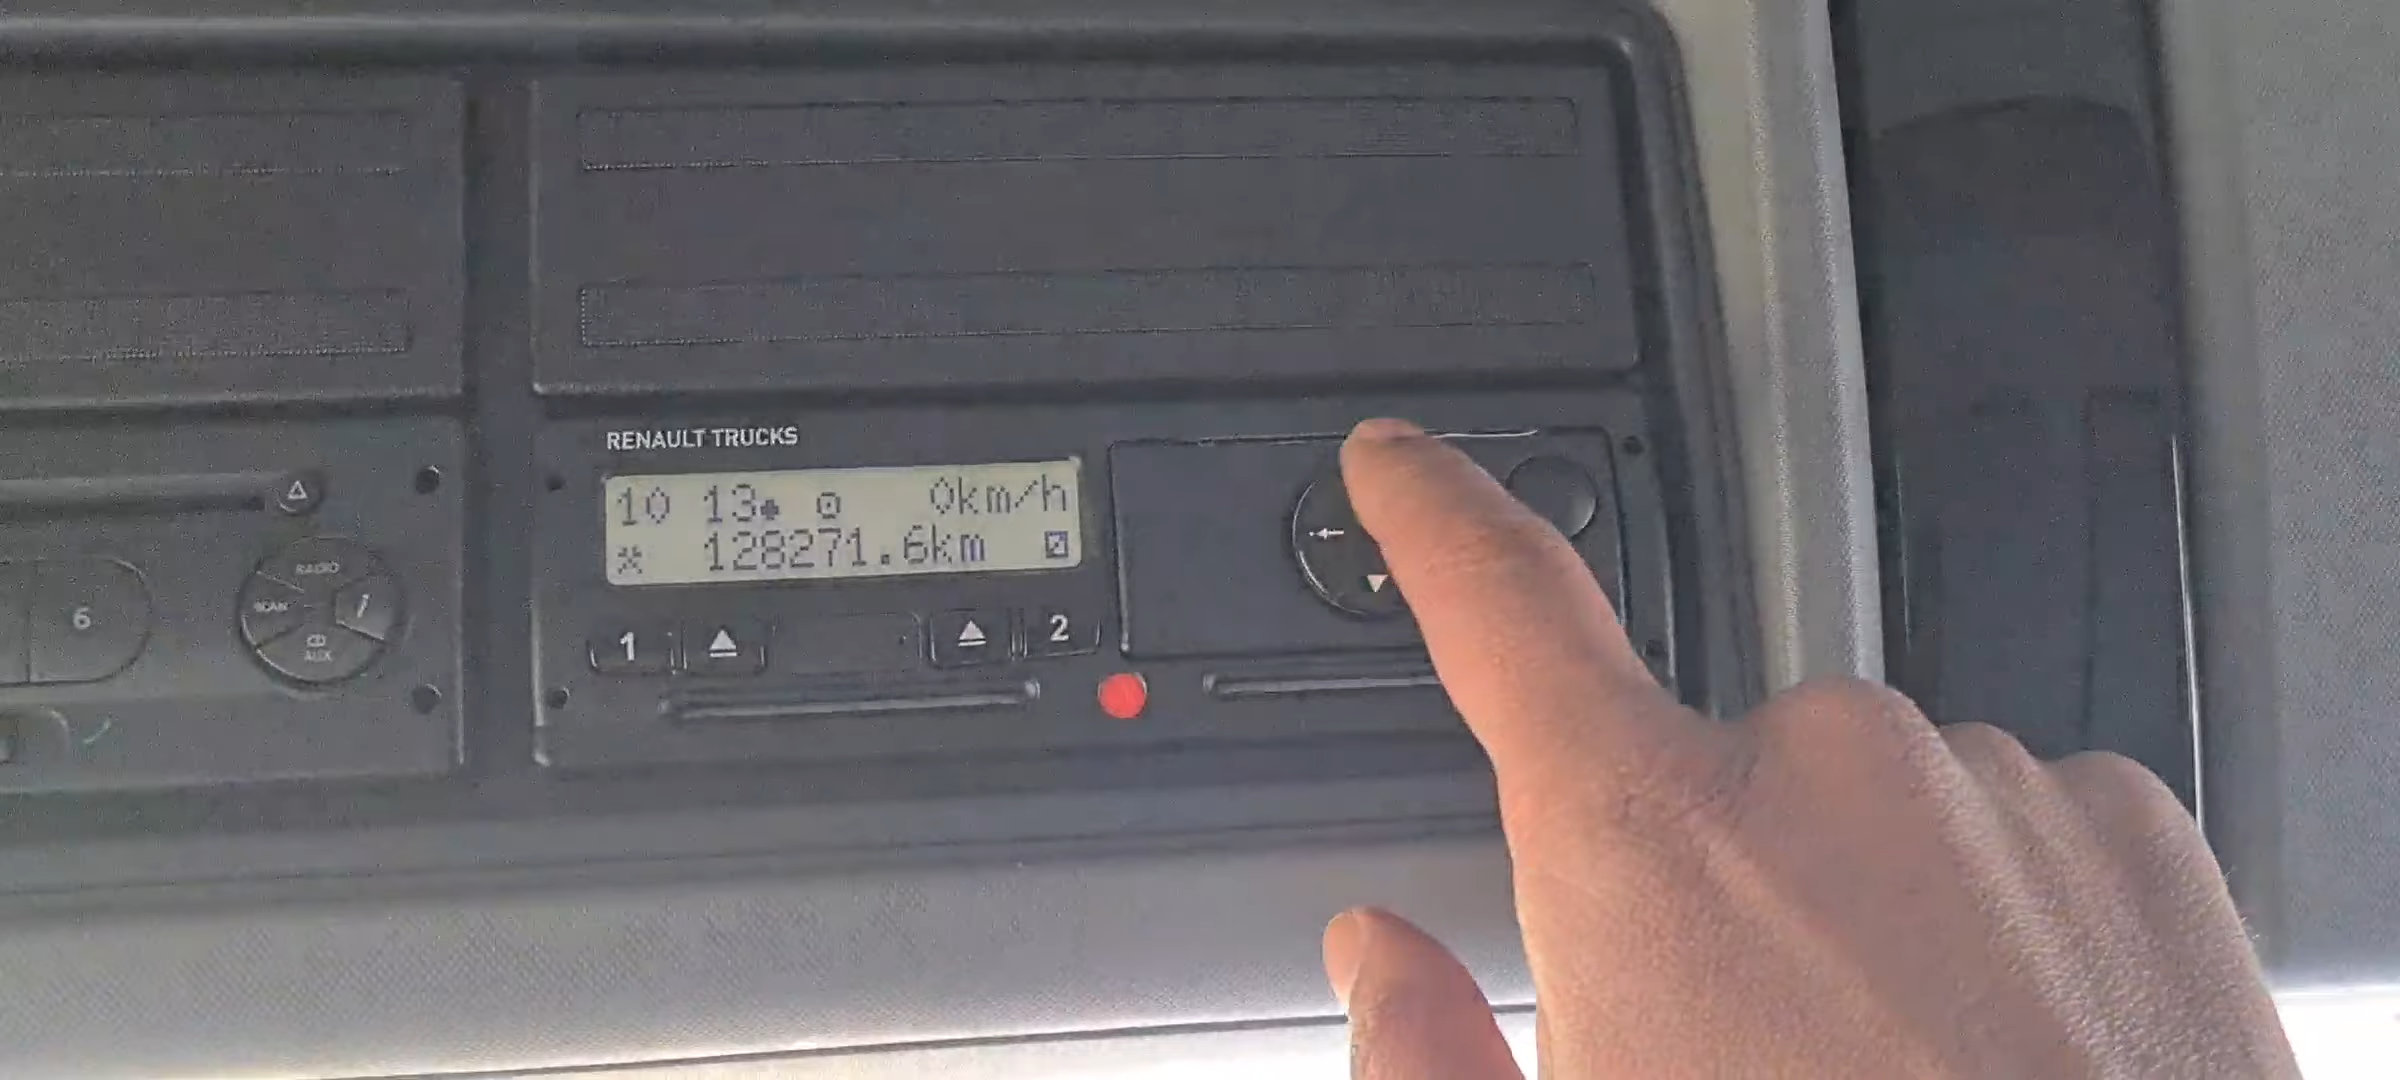 RENAULT TRUCKS
10 13 0km/h
128271.6km
1 2
6
RADIO
SCAN i
CD
AUX